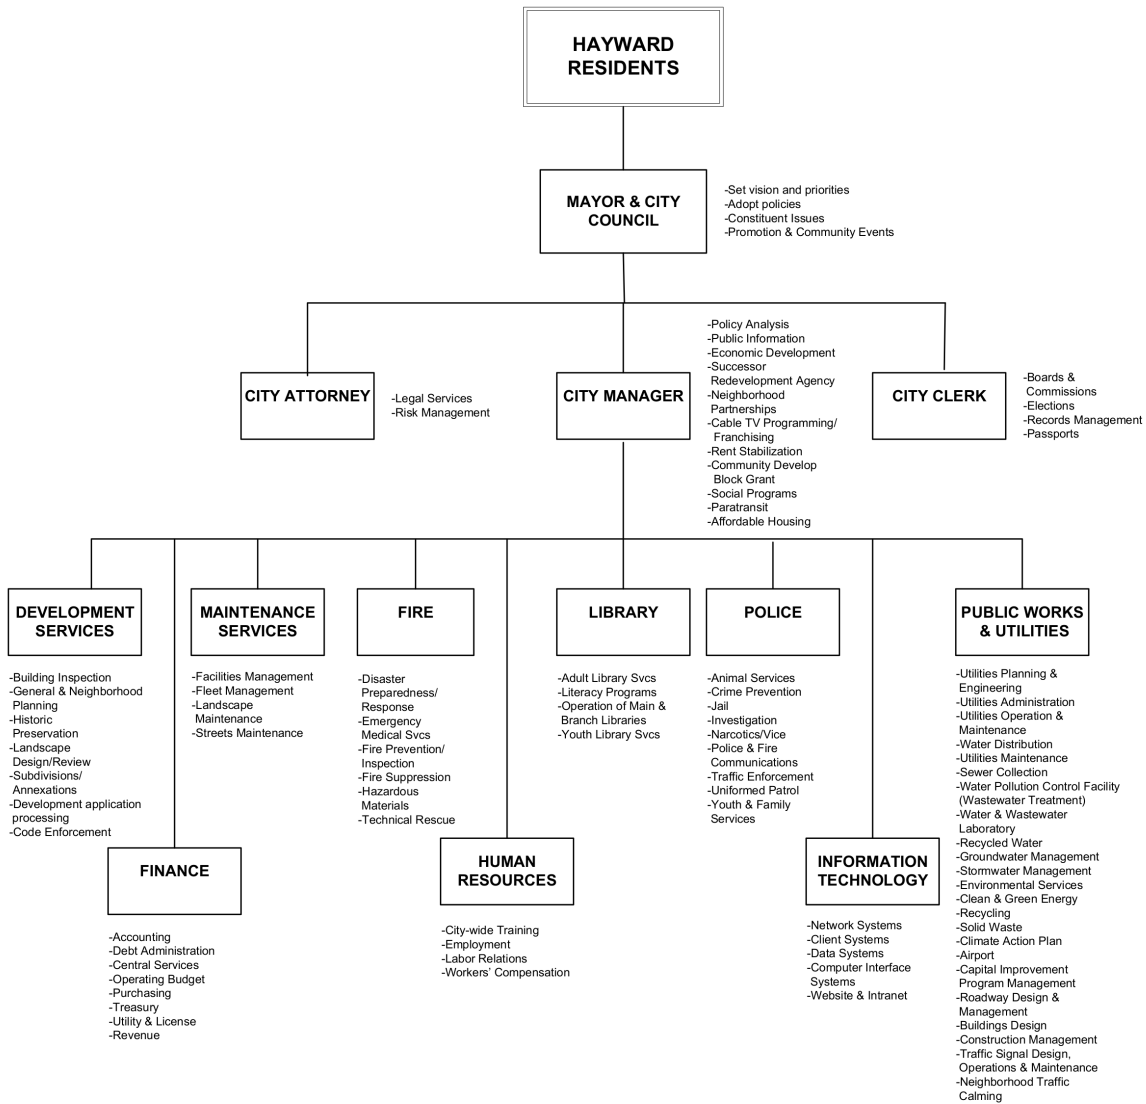 HAYWARD
RESIDENTS
MAYOR & CITY
COUNCIL
-Set vision and priorities
-Adopt policies
-Constituent Issues
-Promotion & Community Events
CITY ATTORNEY
-Legal Services
-Risk Management
CITY MANAGER
-Policy Analysis
-Public Information
-Economic Development
-Successor
Redevelopment Agency
-Neighborhood
Partnerships
-Cable TV Programming/
Franchising
-Rent Stabilization
-Community Develop
Block Grant
-Social Programs
-Paratransit
-Affordable Housing
CITY CLERK
-Boards &
Commissions
-Elections
-Records Management
-Passports
DEVELOPMENT
SERVICES
-Building Inspection
-General & Neighborhood
Planning
-Historic
Preservation
-Landscape
Design/Review
-Subdivisions/
Annexations
-Development application
processing
-Code Enforcement
MAINTENANCE
SERVICES
-Facilities Management
-Fleet Management
-Landscape
Maintenance
-Streets Maintenance
FIRE
-Disaster
Preparedness/
Response
-Emergency
Medical Svcs
-Fire Prevention/
Inspection
-Fire Suppression
-Hazardous
Materials
-Technical Rescue
LIBRARY
-Adult Library Svcs
-Literacy Programs
-Operation of Main &
Branch Libraries
-Youth Library Svcs
POLICE
-Animal Services
-Crime Prevention
-Jail
-Investigation
-Narcotics/Vice
-Police & Fire
Communications
-Traffic Enforcement
-Uniformed Patrol
-Youth & Family
Services
PUBLIC WORKS
& UTILITIES
-Utilities Planning &
Engineering
-Utilities Administration
-Utilities Operation &
Maintenance
-Water Distribution
-Utilities Maintenance
-Sewer Collection
-Water Pollution Control Facility
(Wastewater Treatment)
-Water & Wastewater
Laboratory
-Recycled Water
-Groundwater Management
-Stormwater Management
-Environmental Services
-Clean & Green Energy
-Recycling
-Solid Waste
-Climate Action Plan
-Airport
-Capital Improvement
Program Management
-Roadway Design &
Management
-Buildings Design
-Construction Management
-Traffic Signal Design,
Operations & Maintenance
-Neighborhood Traffic
Calming
FINANCE
-Accounting
-Debt Administration
-Central Services
-Operating Budget
-Purchasing
-Treasury
-Utility & License
-Revenue
HUMAN
RESOURCES
-City-wide Training
-Employment
-Labor Relations
-Workers’ Compensation
INFORMATION
TECHNOLOGY
-Network Systems
-Client Systems
-Data Systems
-Computer Interface
Systems
-Website & Intranet